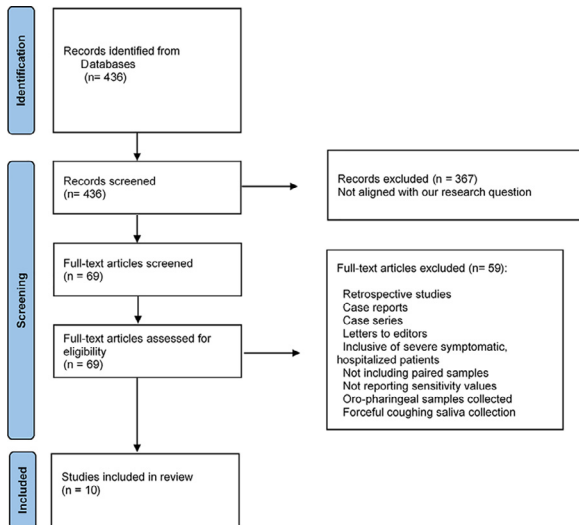 Identification
Records identified from
Databases
(n= 436)
Screening
Records screened
(n= 436)
Records excluded (n = 367)
Not aligned with our research question
Full-text articles screened
(n = 69)
Full-text articles assessed for
eligibility
(n = 69)
Full-text articles excluded (n= 59):
Retrospective studies
Case reports
Case series
Letters to editors
Inclusive of severe symptomatic,
hospitalized patients
Not including paired samples
Not reporting sensitivity values
Oro-pharingeal samples collected
Forceful coughing saliva collection
Included
Studies included in review
(n = 10)